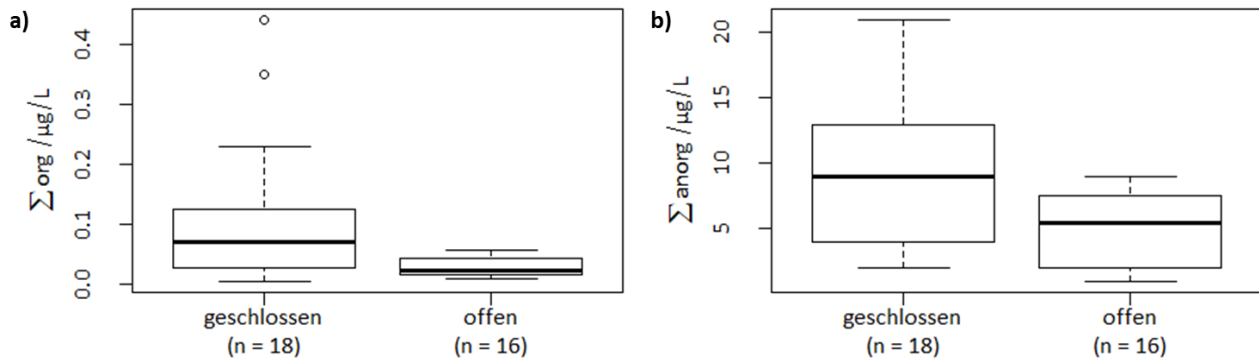 a)
∑org /µg/L
0.0 0.1 0.2 0.3 0.4
geschlossen offen
(n = 18) (n = 16)
b)
∑anorg /µg/L
5 10 15 20
geschlossen offen
(n = 18) (n = 16)